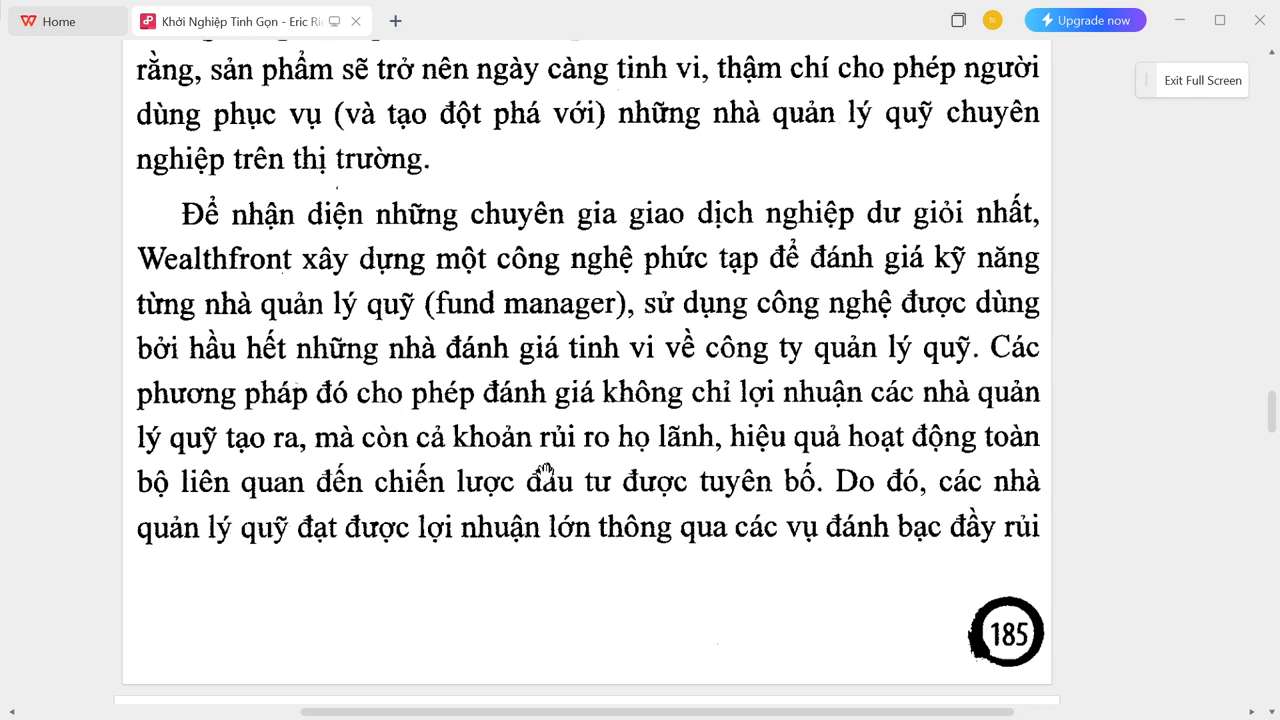 Home
Khởi Nghiệp Tinh Gọn - Eric Ri
tc
Upgrade now
Exit Full Screen
rằng, sản phẩm sẽ trở nên ngày càng tinh vi, thậm chí cho phép người
dùng phục vụ (và tạo đột phá với) những nhà quản lý quỹ chuyên
nghiệp trên thị trường.
Để nhận diện những chuyên gia giao dịch nghiệp dư giỏi nhất,
Wealthfront xây dựng một công nghệ phức tạp để đánh giá kỹ năng
từng nhà quản lý quỹ (fund manager), sử dụng công nghệ được dùng
bởi hầu hết những nhà đánh giá tinh vi về công ty quản lý quỹ. Các
phương pháp đó cho phép đánh giá không chỉ lợi nhuận các nhà quản
lý quỹ tạo ra, mà còn cả khoản rủi ro họ lãnh, hiệu quả hoạt động toàn
bộ liên quan đến chiến lược đầu tư được tuyên bố. Do đó, các nhà
quản lý quỹ đạt được lợi nhuận lớn thông qua các vụ đánh bạc đầy rủi
185